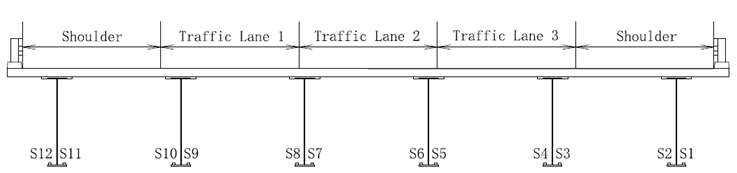 Shoulder Traffic Lane 1 Traffic Lane 2 Traffic Lane 3 Shoulder
S12 S11 S10 S9 S8 S7 S6 S5 S4 S3 S2 S1